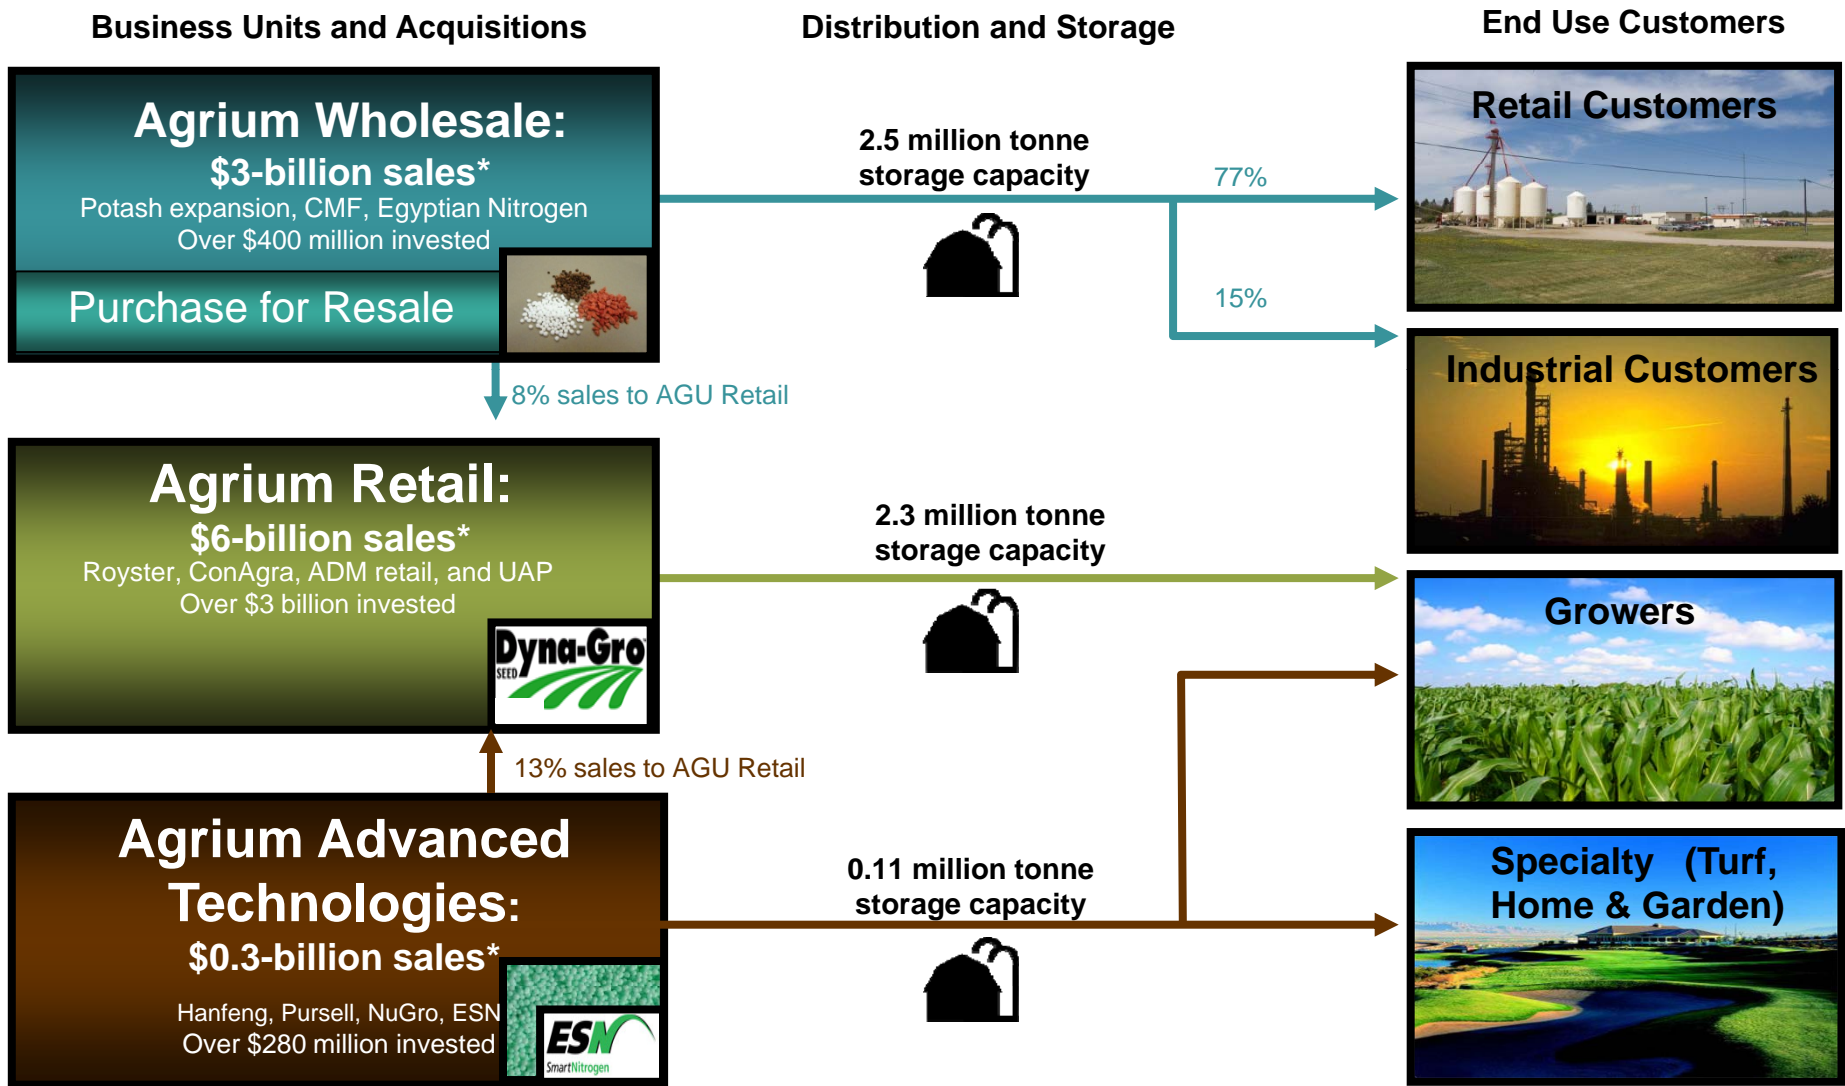 Business Units and Acquisitions
Distribution and Storage
End Use Customers
Agrium Wholesale:
$3-billion sales*
Potash expansion, CMF, Egyptian Nitrogen
Over $400 million invested
Purchase for Resale
2.5 million tonne
storage capacity
77%
15%
Retail Customers
Industrial Customers
8% sales to AGU Retail
Agrium Retail:
$6-billion sales*
Royster, ConAgra, ADM retail, and UAP
Over $3 billion invested
Dyna-Gro
SEED
2.3 million tonne
storage capacity
Growers
13% sales to AGU Retail
Agrium Advanced
Technologies:
$0.3-billion sales*
Hanfeng, Pursell, NuGro, ESN
Over $280 million invested
ESN
SmartNitrogen
0.11 million tonne
storage capacity
Specialty (Turf,
Home & Garden)